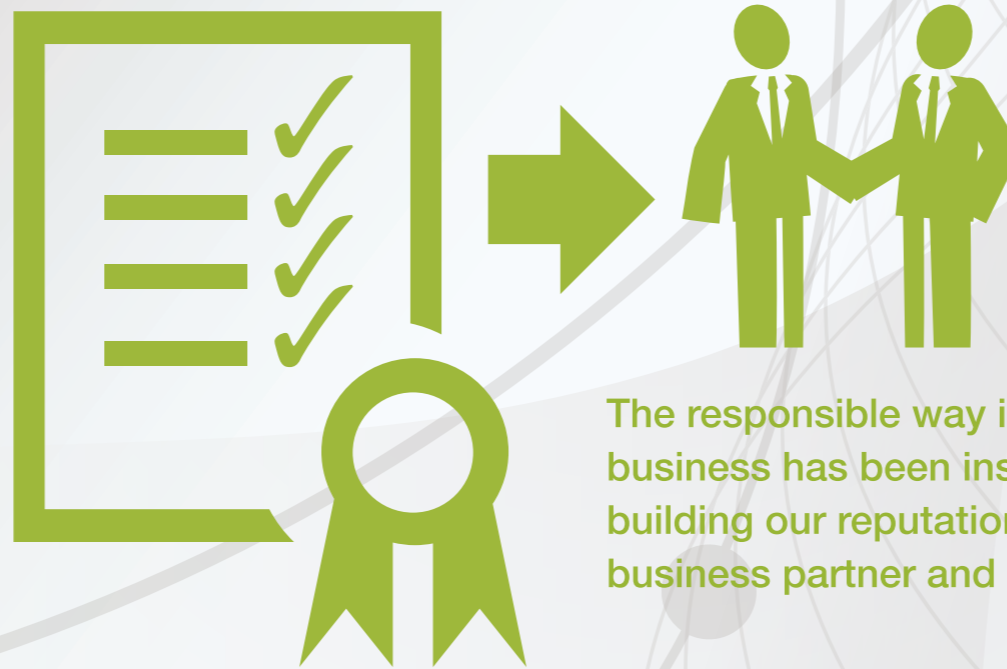 The responsible way i
business has been ins
building our reputation
business partner and